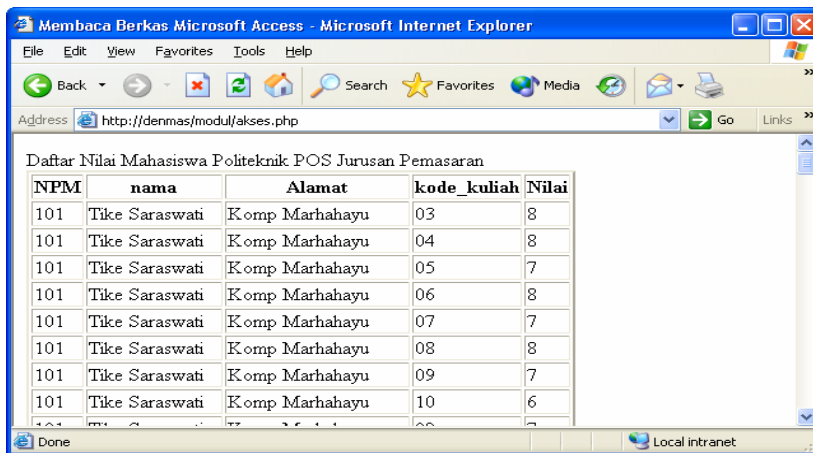 Membaca Berkas Microsoft Access - Microsoft Internet Explorer
File Edit View Favorites Tools Help
Back Search Favorites Media
Address http://denmas/modul/akses.php Go Links
Daftar Nilai Mahasiswa Politeknik POS Jurusan Pemasaran
NPM nama Alamat kode_kuliah Nilai
101 Tike Saraswati Komp Marhahayu 03 8
101 Tike Saraswati Komp Marhahayu 04 8
101 Tike Saraswati Komp Marhahayu 05 7
101 Tike Saraswati Komp Marhahayu 06 8
101 Tike Saraswati Komp Marhahayu 07 7
101 Tike Saraswati Komp Marhahayu 08 8
101 Tike Saraswati Komp Marhahayu 09 7
101 Tike Saraswati Komp Marhahayu 10 6
Done Local intranet